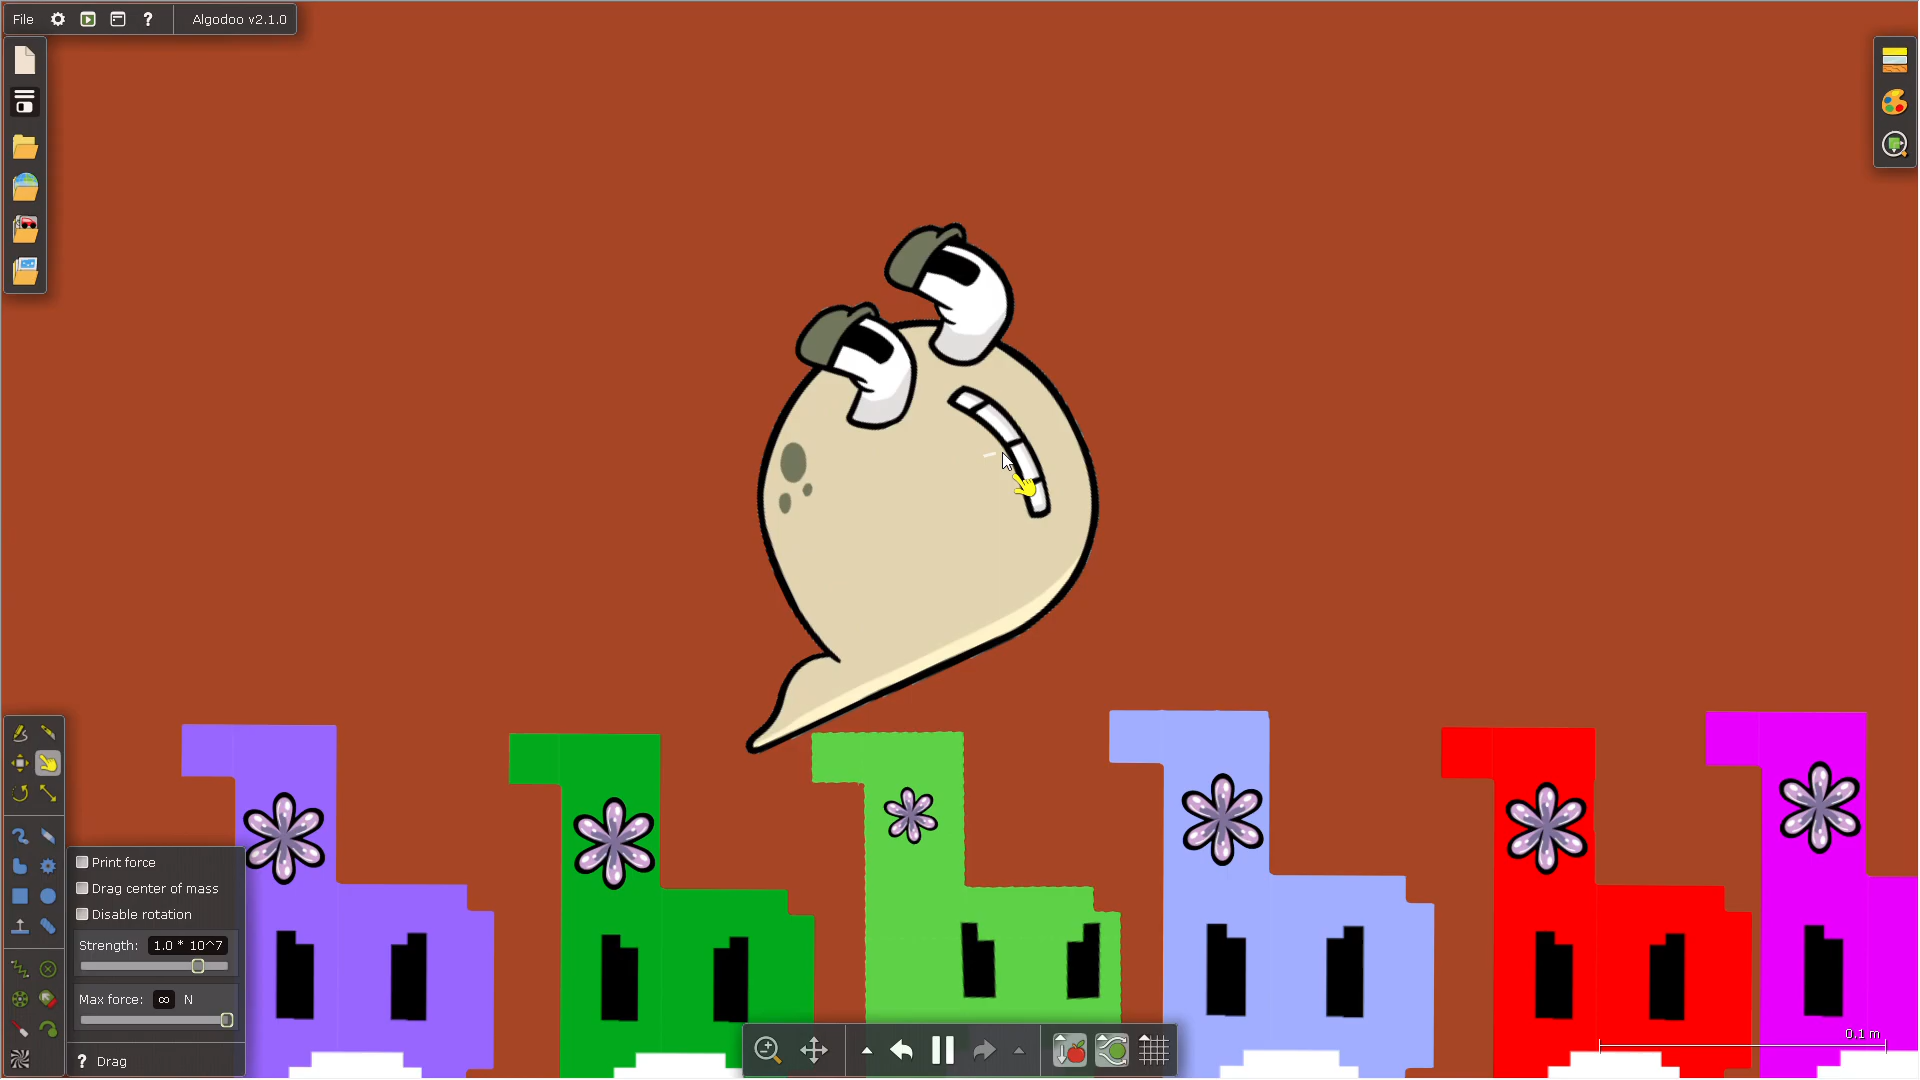 File
? Algodoo v2.1.0
Print force
Drag center of mass
Disable rotation
Strength: 1.0 * 10^7
Max force: ∞ N
? Drag
0.1 m